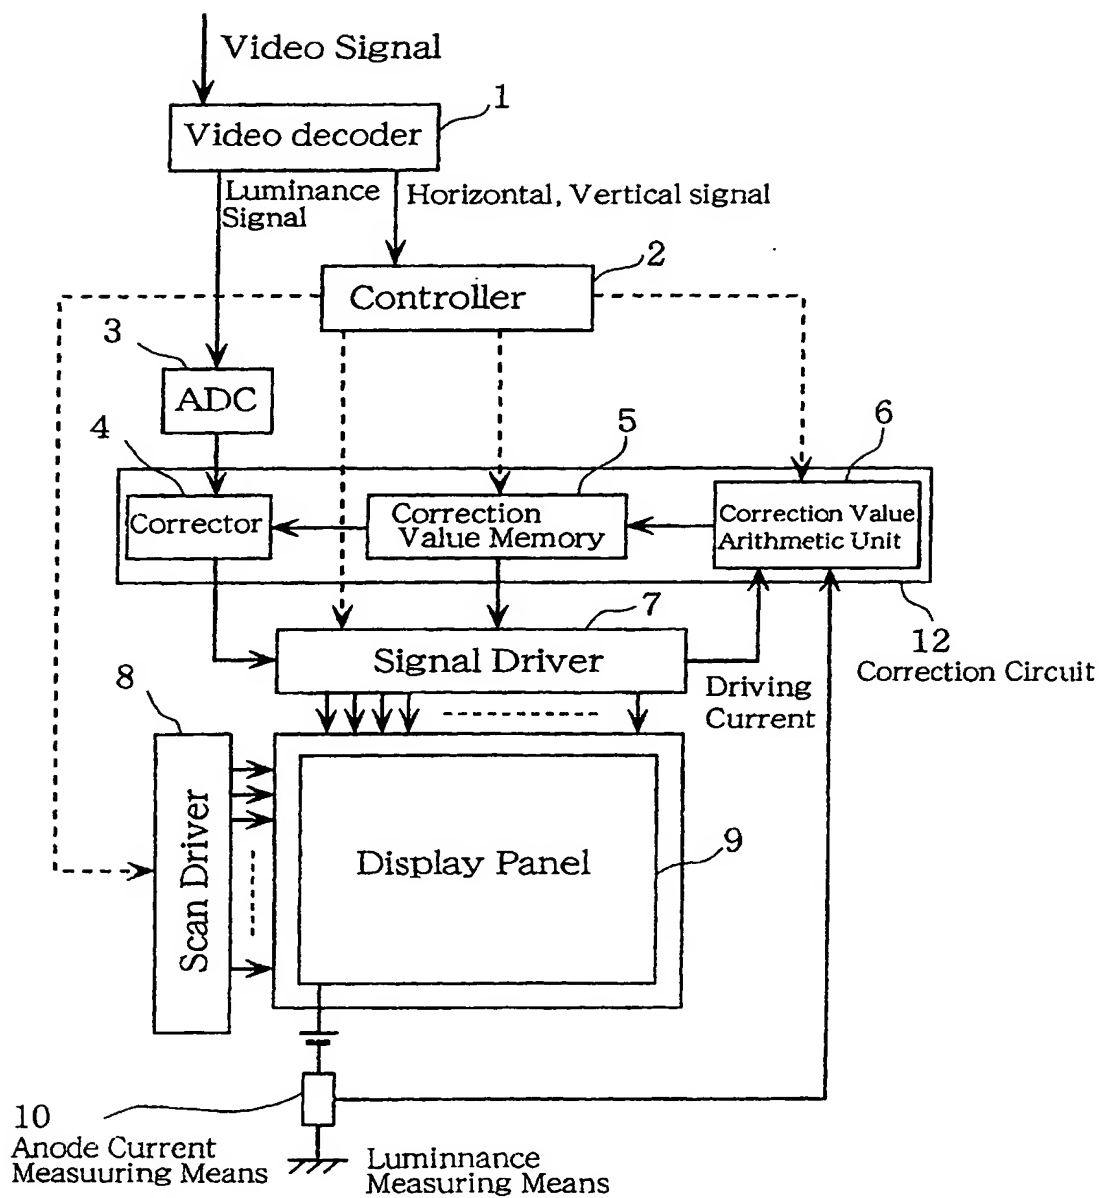 Video Signal
1
Video decoder
Luminance
Signal
Horizontal, Vertical signal
2
Controller
3
ADC
4
5
6
Corrector
Correction
Value Memory
Correction Value
Arithmetic Unit
7
12
Correction Circuit
Signal Driver
Driving
Current
8
Scan Driver
Display Panel
9
10
Anode Current
Measuuring Means
Luminnance
Measuring Means